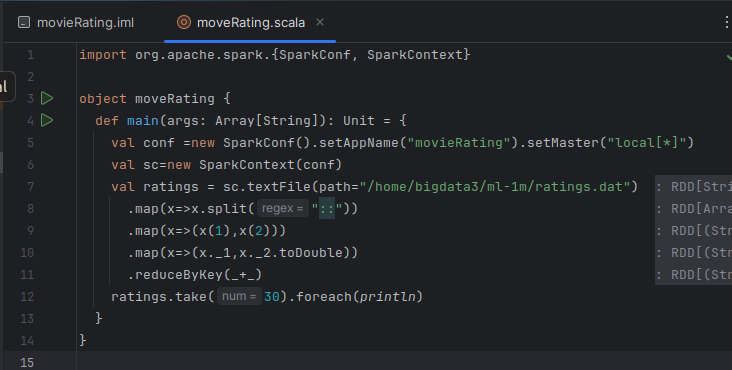 movieRating.iml moveRating.scala ×
1 import org.apache.spark.{SparkConf, SparkContext}
2
al
3 object moveRating {
4 def main(args: Array[String]): Unit = {
5 val conf =new SparkConf().setAppName("movieRating").setMaster("local[*]")
6 val sc=new SparkContext(conf)
7 val ratings = sc.textFile(path="/home/bigdata3/ml-1m/ratings.dat") : RDD[Stri
8 .map(x=>x.split( regex = "::")) : RDD[Arra
9 .map(x=>(x(1),x(2))) : RDD[(Str
10 .map(x=>(x._1,x._2.toDouble)) : RDD[(Str
11 .reduceByKey(_+_) : RDD[(Str
12 ratings.take( num = 30).foreach(println)
13 }
14 }
15